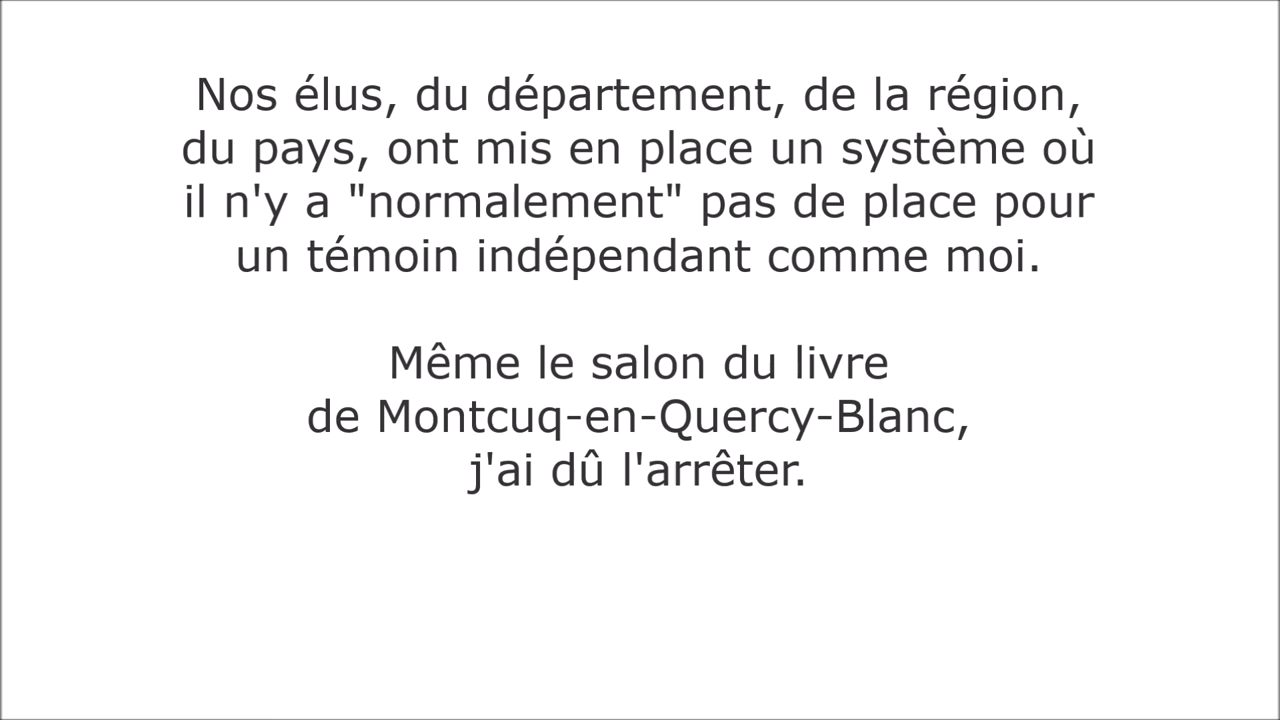 Nos élus, du département, de la région,
du pays, ont mis en place un système où
il n'y a "normalement" pas de place pour
un témoin indépendant comme moi.
Même le salon du livre
de Montcuq-en-Quercy-Blanc,
j'ai dû l'arrêter.